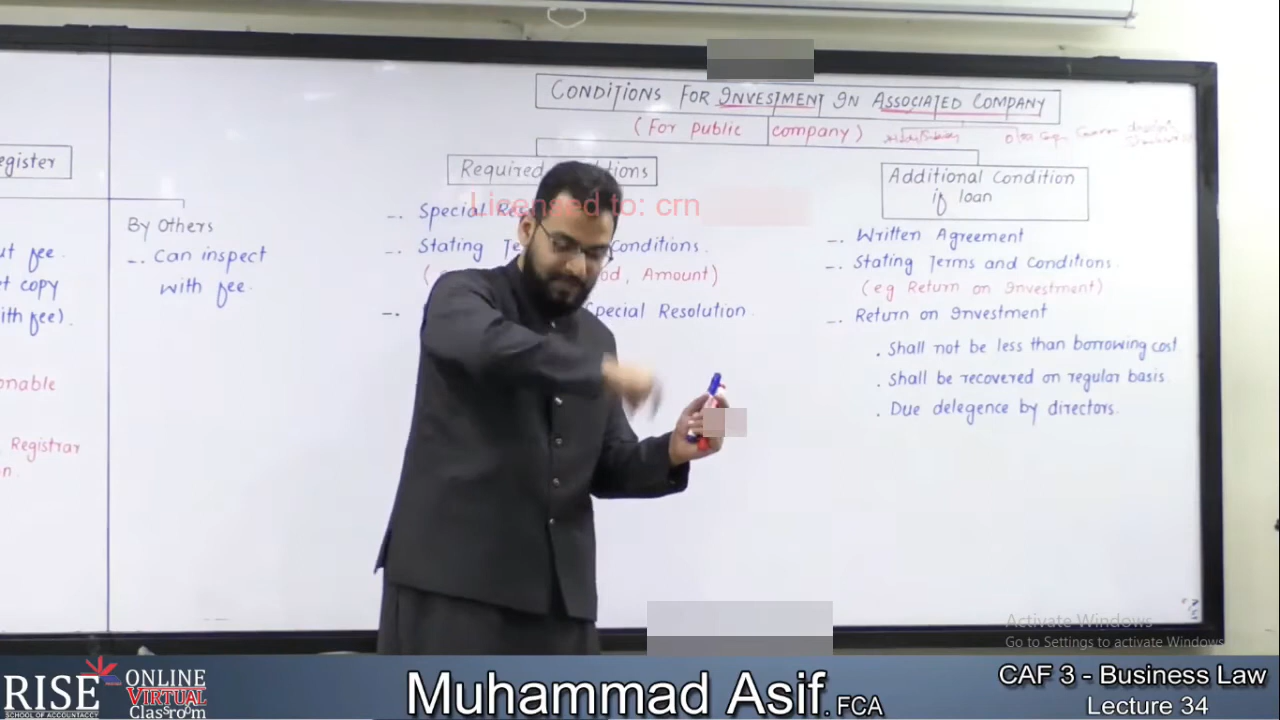 CONDITIONS FOR INVESTMENT IN ASSOCIATED COMPANY
(For public company)
egister
By Others
-. Can inspect
with fee.
ut fee.
t copy
ith fee).
onable
Registrar
n.
Required
-. Special Res
-. Stating Te Conditions.
od, Amount)
-. pecial Resolution.
Additional Condition
if loan
-. Written Agreement
-. Stating Terms and Conditions.
(eg Return on Investment)
-. Return on Investment
. Shall not be less than borrowing cost
. Shall be recovered on regular basis.
. Due delegence by directors.
Licensed to: crn
Activate Windows
Go to Settings to activate Windows
RISE
SCHOOL OF ACCOUNTANCY
ONLINE
VIRTUAL
Classroom
Muhammad Asif. FCA
CAF 3 - Business Law
Lecture 34